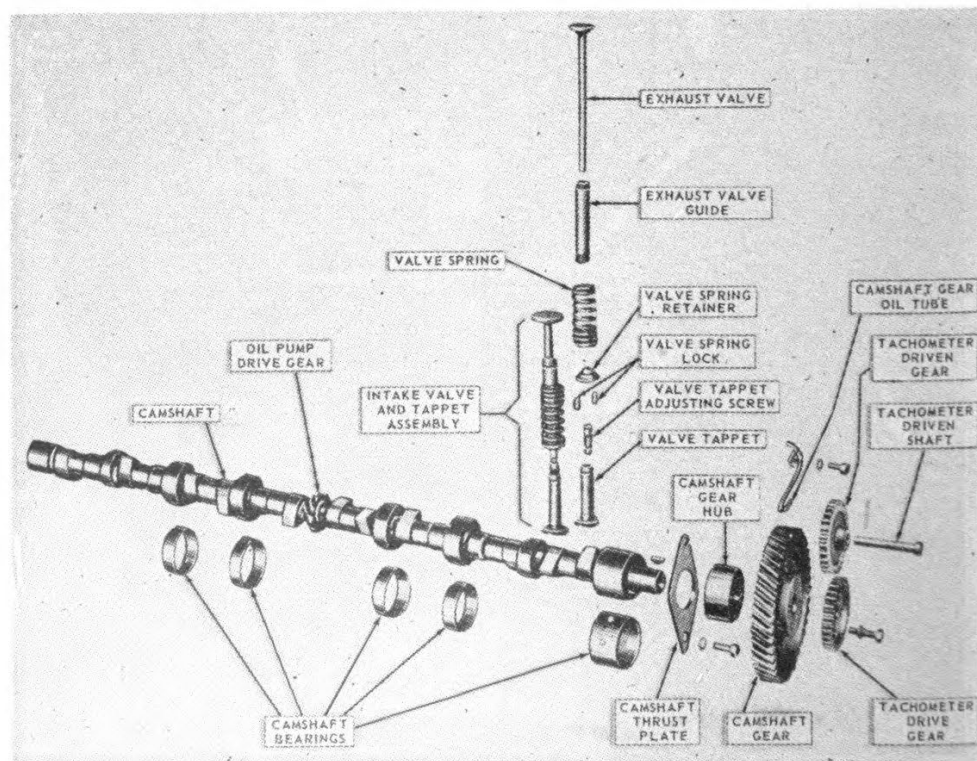 EXHAUST VALVE
EXHAUST VALVE
GUIDE
VALVE SPRING
VALVE SPRING
RETAINER
CAMSHAFT GEAR
OIL TUBE
OIL PUMP
DRIVE GEAR
VALVE SPRING
LOCK
TACHOMETER
DRIVEN
GEAR
INTAKE VALVE
AND TAPPET
ASSEMBLY
VALVE TAPPET
ADJUSTING SCREW
CAMSHAFT
VALVE TAPPET
TACHOMETER
DRIVEN
SHAFT
CAMSHAFT
GEAR
HUB
CAMSHAFT
BEARINGS
CAMSHAFT
THRUST
PLATE
CAMSHAFT
GEAR
TACHOMETER
DRIVE
GEAR